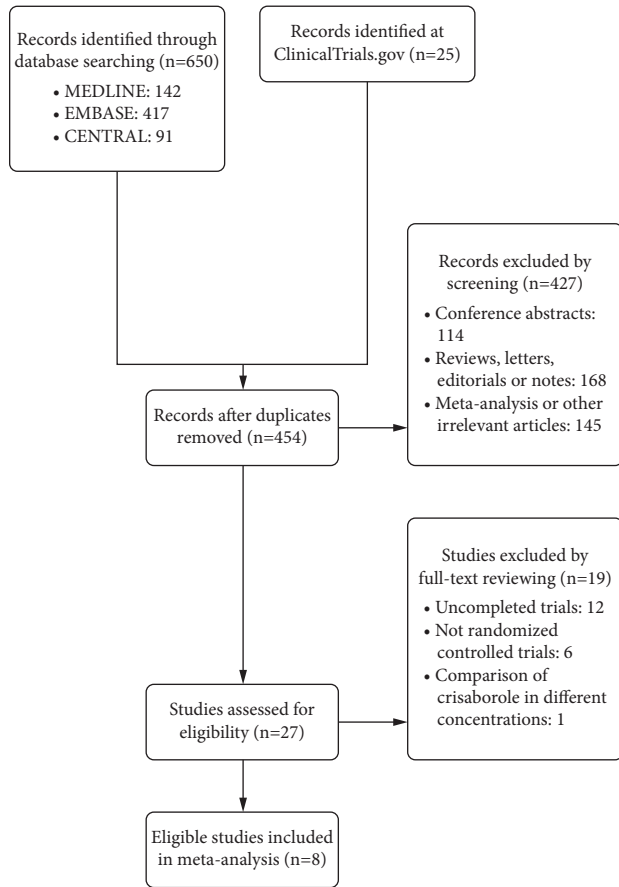 Records identified through
database searching (n=650)
• MEDLINE: 142
• EMBASE: 417
• CENTRAL: 91
Records identified at
ClinicalTrials.gov (n=25)
Records excluded by
screening (n=427)
• Conference abstracts:
114
• Reviews, letters,
editorials or notes: 168
• Meta-analysis or other
irrelevant articles: 145
Records after duplicates
removed (n=454)
Studies excluded by
full-text reviewing (n=19)
• Uncompleted trials: 12
• Not randomized
controlled trials: 6
• Comparison of
crisaborole in different
concentrations: 1
Studies assessed for
eligibility (n=27)
Eligible studies included
in meta-analysis (n=8)